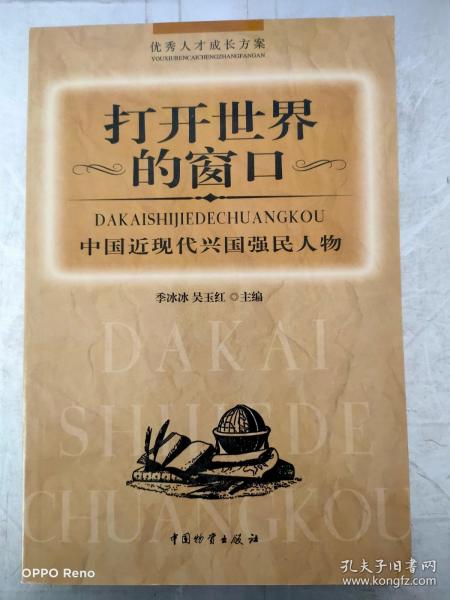 优秀人才成长方案
YOUXIURENCAICHENGZHANGFANGAN
打开世界
的窗口
DAKAISHIJIEDECHUANGKOU
中国近现代兴国强民人物
季冰冰 吴玉红 ◎主编
DAKAI
SHIJIEDE
CHUANGKOU
中国物资出版社
OPPO Reno
孔夫子旧书网
www.kongfz.com